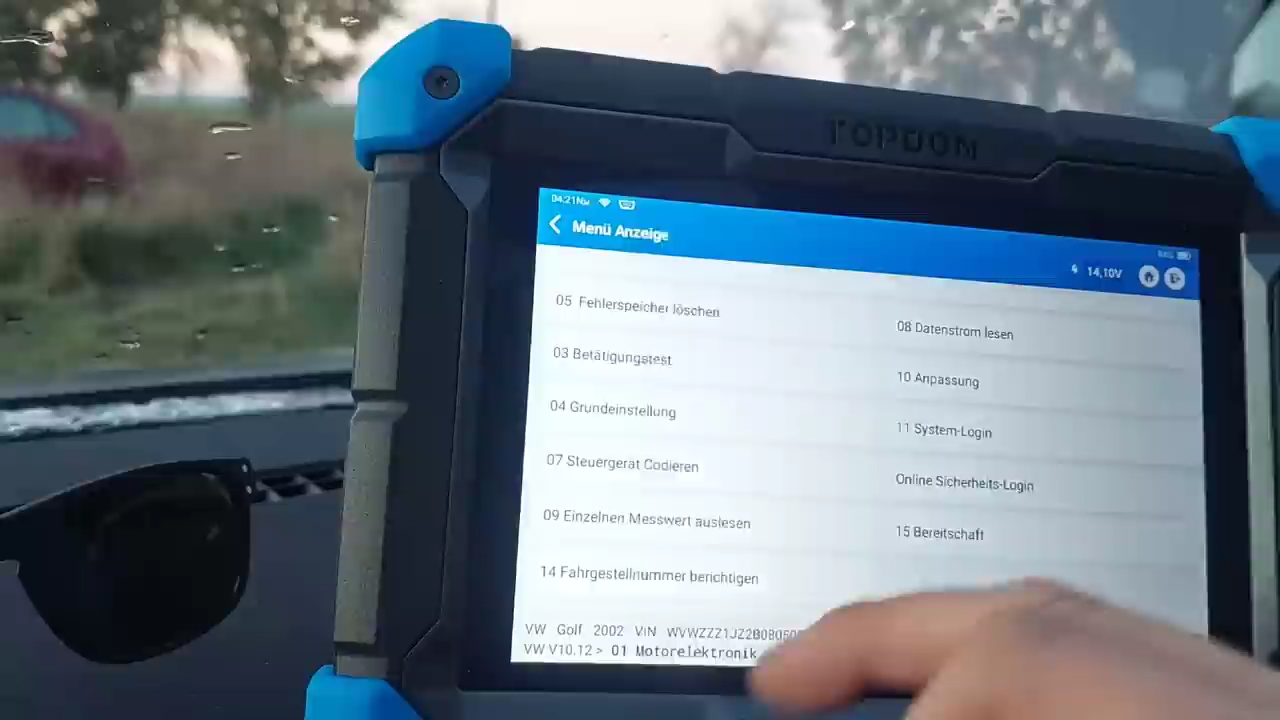 TOPDON
04:21
Menü Anzeige
14,10V
05 Fehlerspeicher löschen
08 Datenstrom lesen
03 Betätigungstest
10 Anpassung
04 Grundeinstellung
11 System-Login
07 Steuergerät Codieren
Online Sicherheits-Login
09 Einzelnen Messwert auslesen
15 Bereitschaft
14 Fahrgestellnummer berichtigen
VW Golf 2002 VIN
VW V10.12 > 01 Motorelektronik